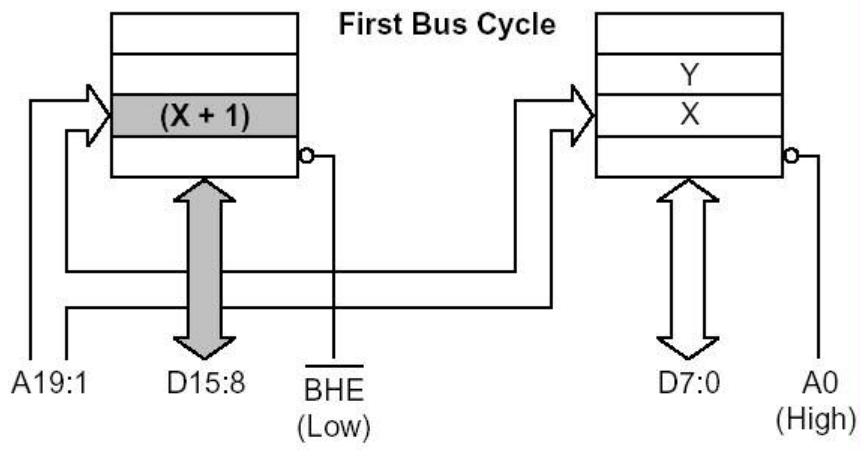 First Bus Cycle
Y
(X + 1)
X
A19:1
D15:8
BHE
(Low)
D7:0
A0
(High)